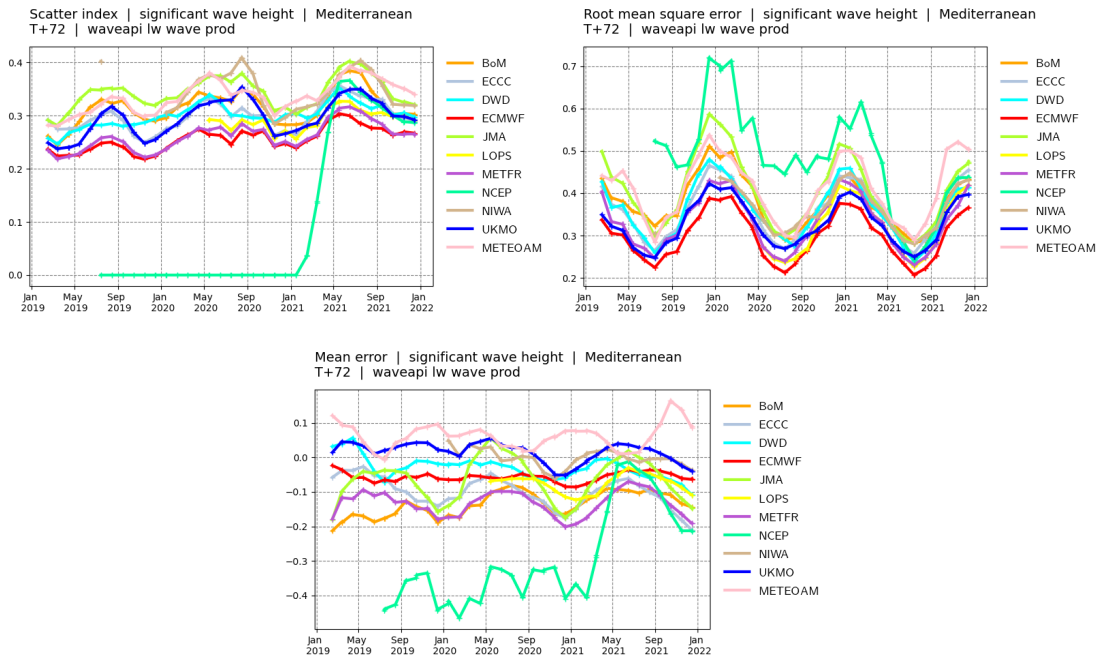 Scatter index | significant wave height | Mediterranean
T+72 | waveapi lw wave prod
0.4
0.3
0.2
0.1
0.0
Jan 2019
May 2019
Sep 2019
Jan 2020
May 2020
Sep 2020
Jan 2021
May 2021
Sep 2021
Jan 2022
BoM
ECCC
DWD
ECMWF
JMA
LOPS
METFR
NCEP
NIWA
UKMO
METEOAM
Root mean square error | significant wave height | Mediterranean
T+72 | waveapi lw wave prod
0.7
0.6
0.5
0.4
0.3
0.2
Jan 2019
May 2019
Sep 2019
Jan 2020
May 2020
Sep 2020
Jan 2021
May 2021
Sep 2021
Jan 2022
BoM
ECCC
DWD
ECMWF
JMA
LOPS
METFR
NCEP
NIWA
UKMO
METEOAM
Mean error | significant wave height | Mediterranean
T+72 | waveapi lw wave prod
0.1
0.0
−0.1
−0.2
−0.3
−0.4
Jan 2019
May 2019
Sep 2019
Jan 2020
May 2020
Sep 2020
Jan 2021
May 2021
Sep 2021
Jan 2022
BoM
ECCC
DWD
ECMWF
JMA
LOPS
METFR
NCEP
NIWA
UKMO
METEOAM